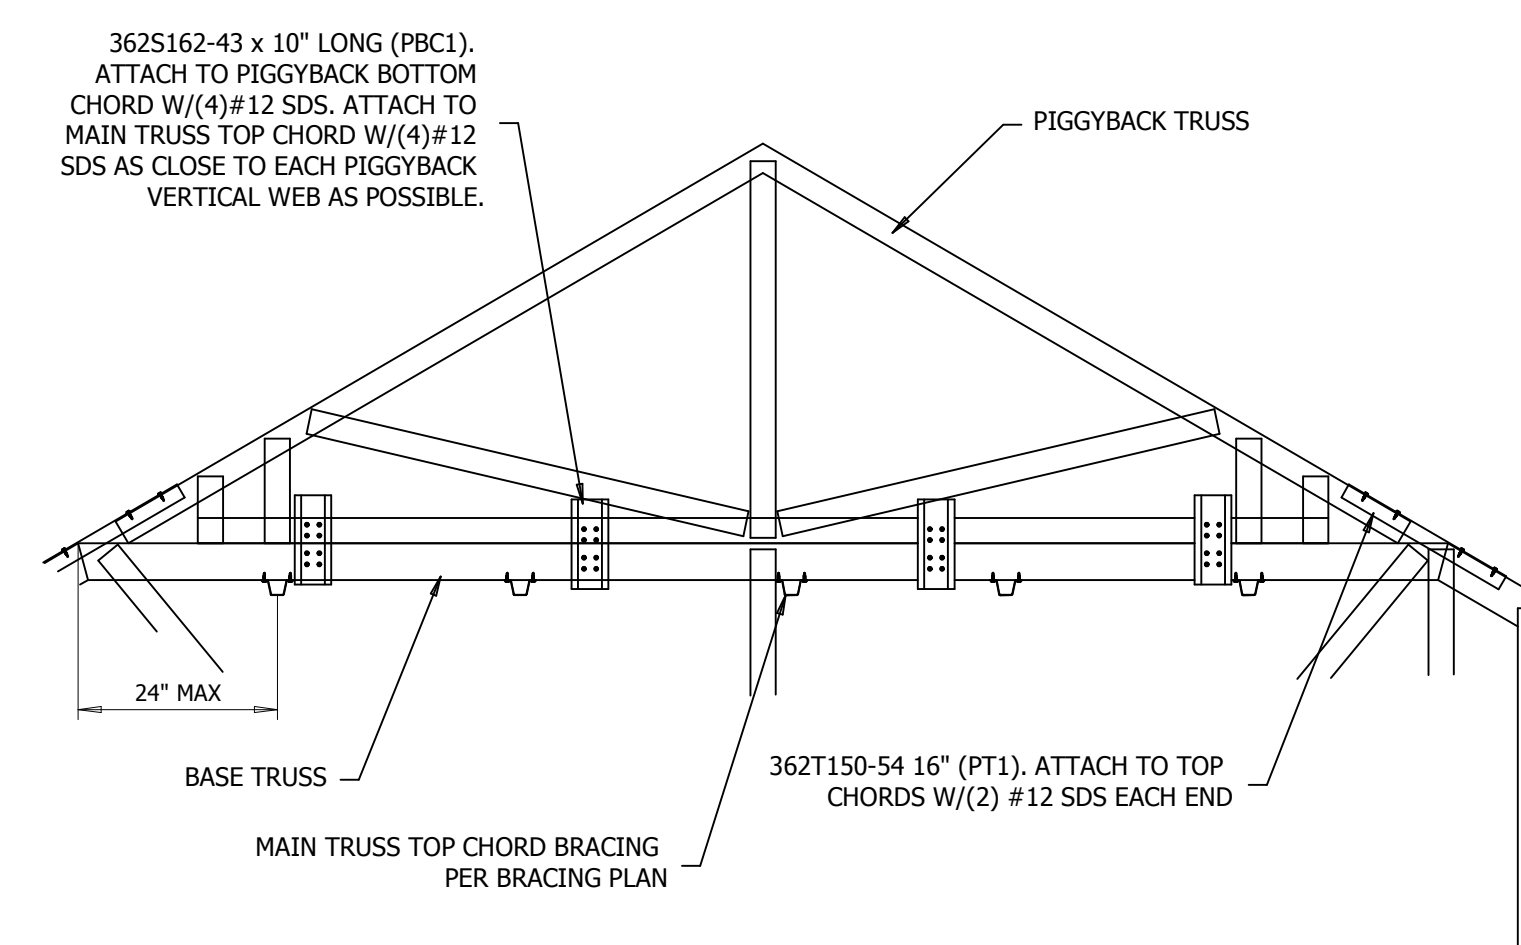 362S162-43 x 10" LONG (PBC1).
ATTACH TO PIGGYBACK BOTTOM
CHORD W/(4)#12 SDS. ATTACH TO
MAIN TRUSS TOP CHORD W/(4)#12
SDS AS CLOSE TO EACH PIGGYBACK
VERTICAL WEB AS POSSIBLE.
PIGGYBACK TRUSS
24" MAX
BASE TRUSS
362T150-54 16" (PT1). ATTACH TO TOP
CHORDS W/(2) #12 SDS EACH END
MAIN TRUSS TOP CHORD BRACING
PER BRACING PLAN